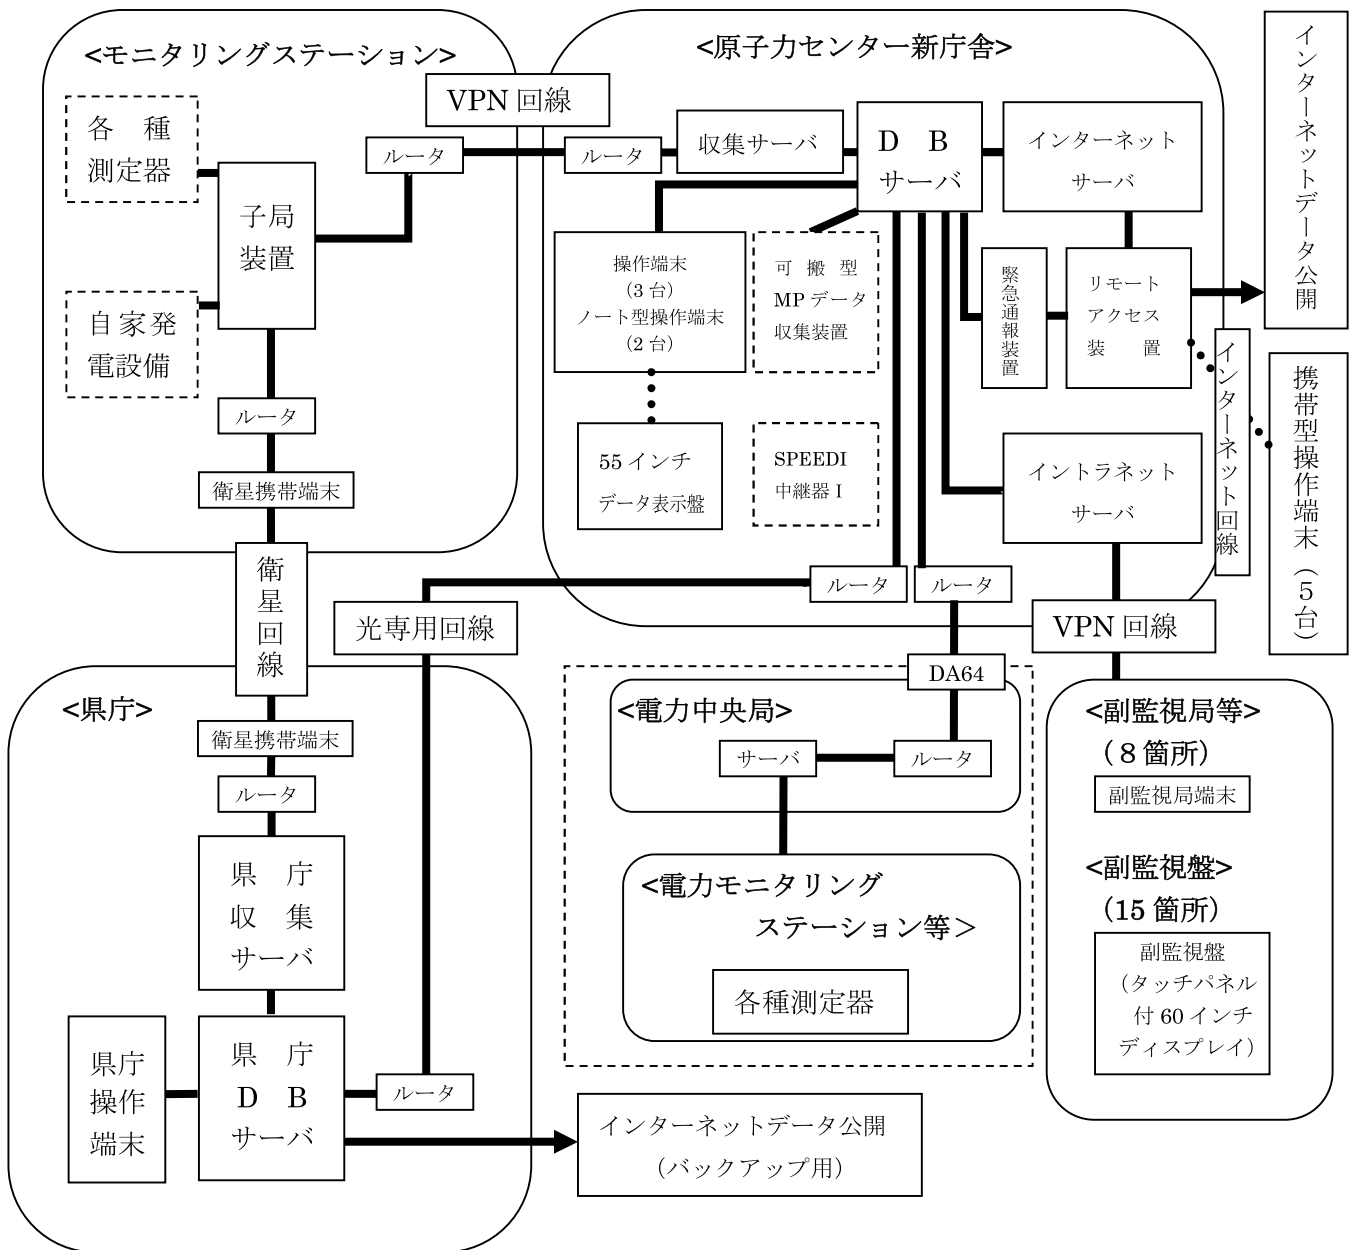 <モニタリングステーション>
各　種
測定器
子局
装置
自家発
電設備
ルータ
VPN 回線
ルータ
衛星携帯端末
衛星回線
<原子力センター新庁舎>
ルータ
収集サーバ
Ｄ　Ｂ
サーバ
インターネット
サーバ
操作端末
（3 台）
ノート型操作端末
（2 台）
可　搬　型
MP データ
収集装置
緊急通報装置
リモート
アクセス
装　　置
55 インチ
データ表示盤
SPEEDI
中継器 I
イントラネット
サーバ
ルータ
ルータ
VPN 回線
インターネットデータ公開
インターネット回線
携帯型操作端末（５台）
光専用回線
<県庁>
衛星携帯端末
ルータ
県　庁
収　集
サーバ
県庁
操作
端末
県　庁
Ｄ　Ｂ
サーバ
ルータ
DA64
<電力中央局>
サーバ
ルータ
<電力モニタリング
ステーション等＞
各種測定器
インターネットデータ公開
（バックアップ用）
<副監視局等>
（８箇所）
副監視局端末
<副監視盤>
（15 箇所）
副監視盤
（タッチパネル
付 60 インチ
ディスプレイ）